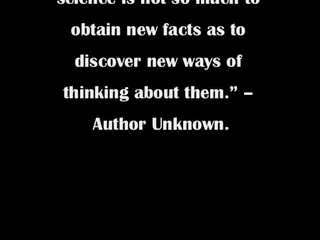 science is not so much to
obtain new facts as to
discover new ways of
thinking about them.” –
Author Unknown.